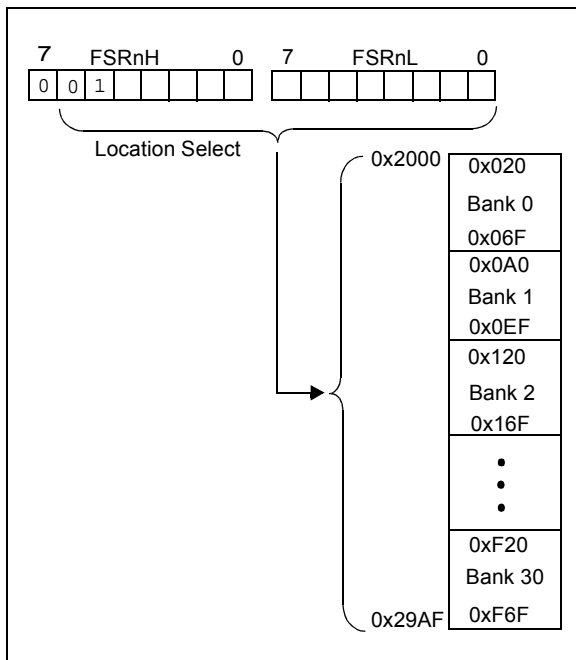 7 FSRnH 0 7 FSRnL 0
0 0 1
Location Select
0x2000
0x020
Bank 0
0x06F
0x0A0
Bank 1
0x0EF
0x120
Bank 2
0x16F
0xF20
Bank 30
0xF6F
0x29AF